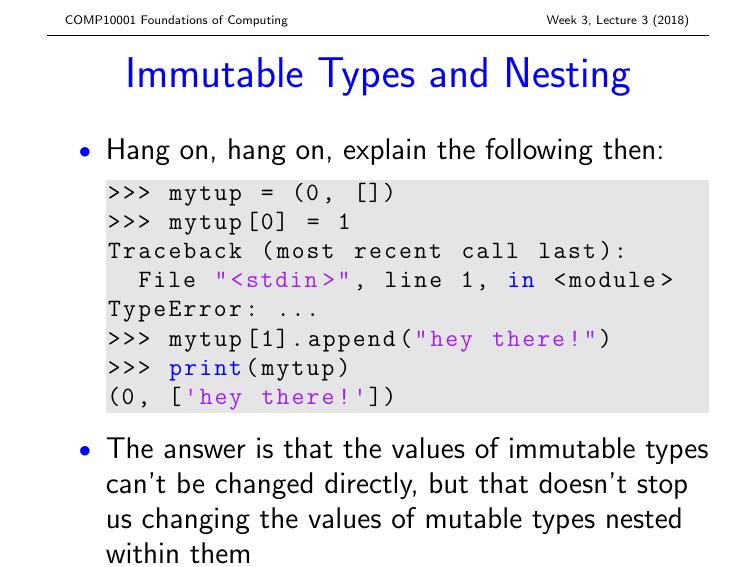 COMP10001 Foundations of Computing Week 3, Lecture 3 (2018)
Immutable Types and Nesting
• Hang on, hang on, explain the following then:
>>> mytup = (0, [])
>>> mytup[0] = 1
Traceback (most recent call last):
  File "<stdin>", line 1, in <module>
TypeError: ...
>>> mytup[1].append("hey there!")
>>> print(mytup)
(0, ['hey there!'])
• The answer is that the values of immutable types
can't be changed directly, but that doesn't stop
us changing the values of mutable types nested
within them